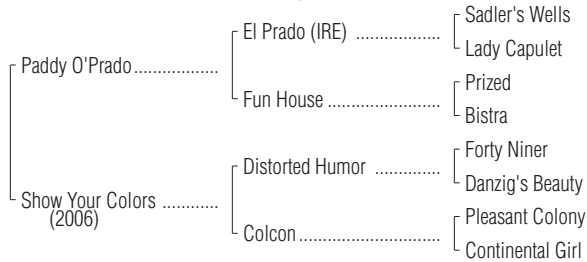 Sadler's Wells
El Prado (IRE) ..................
Lady Capulet
Paddy O'Prado..................
Prized
Fun House ........................
Bistra
Forty Niner
Distorted Humor ..............
Danzig's Beauty
Show Your Colors ............
(2006)
Pleasant Colony
Colcon..............................
Continental Girl